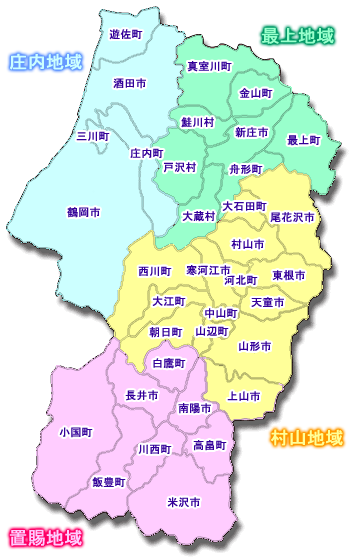 遊佐町
最上地域
庄内地域
真室川町
酒田市
金山町
鮭川村
新庄市
三川町
最上町
庄内町
戸沢村
舟形町
大石田町
鶴岡市
大蔵村
尾花沢市
村山市
西川町
寒河江市
東根市
河北町
大江町
天童市
中山町
朝日町
山辺町
山形市
白鷹町
長井市
上山市
南陽市
小国町
村山地域
川西町
高畠町
飯豊町
米沢市
置賜地域